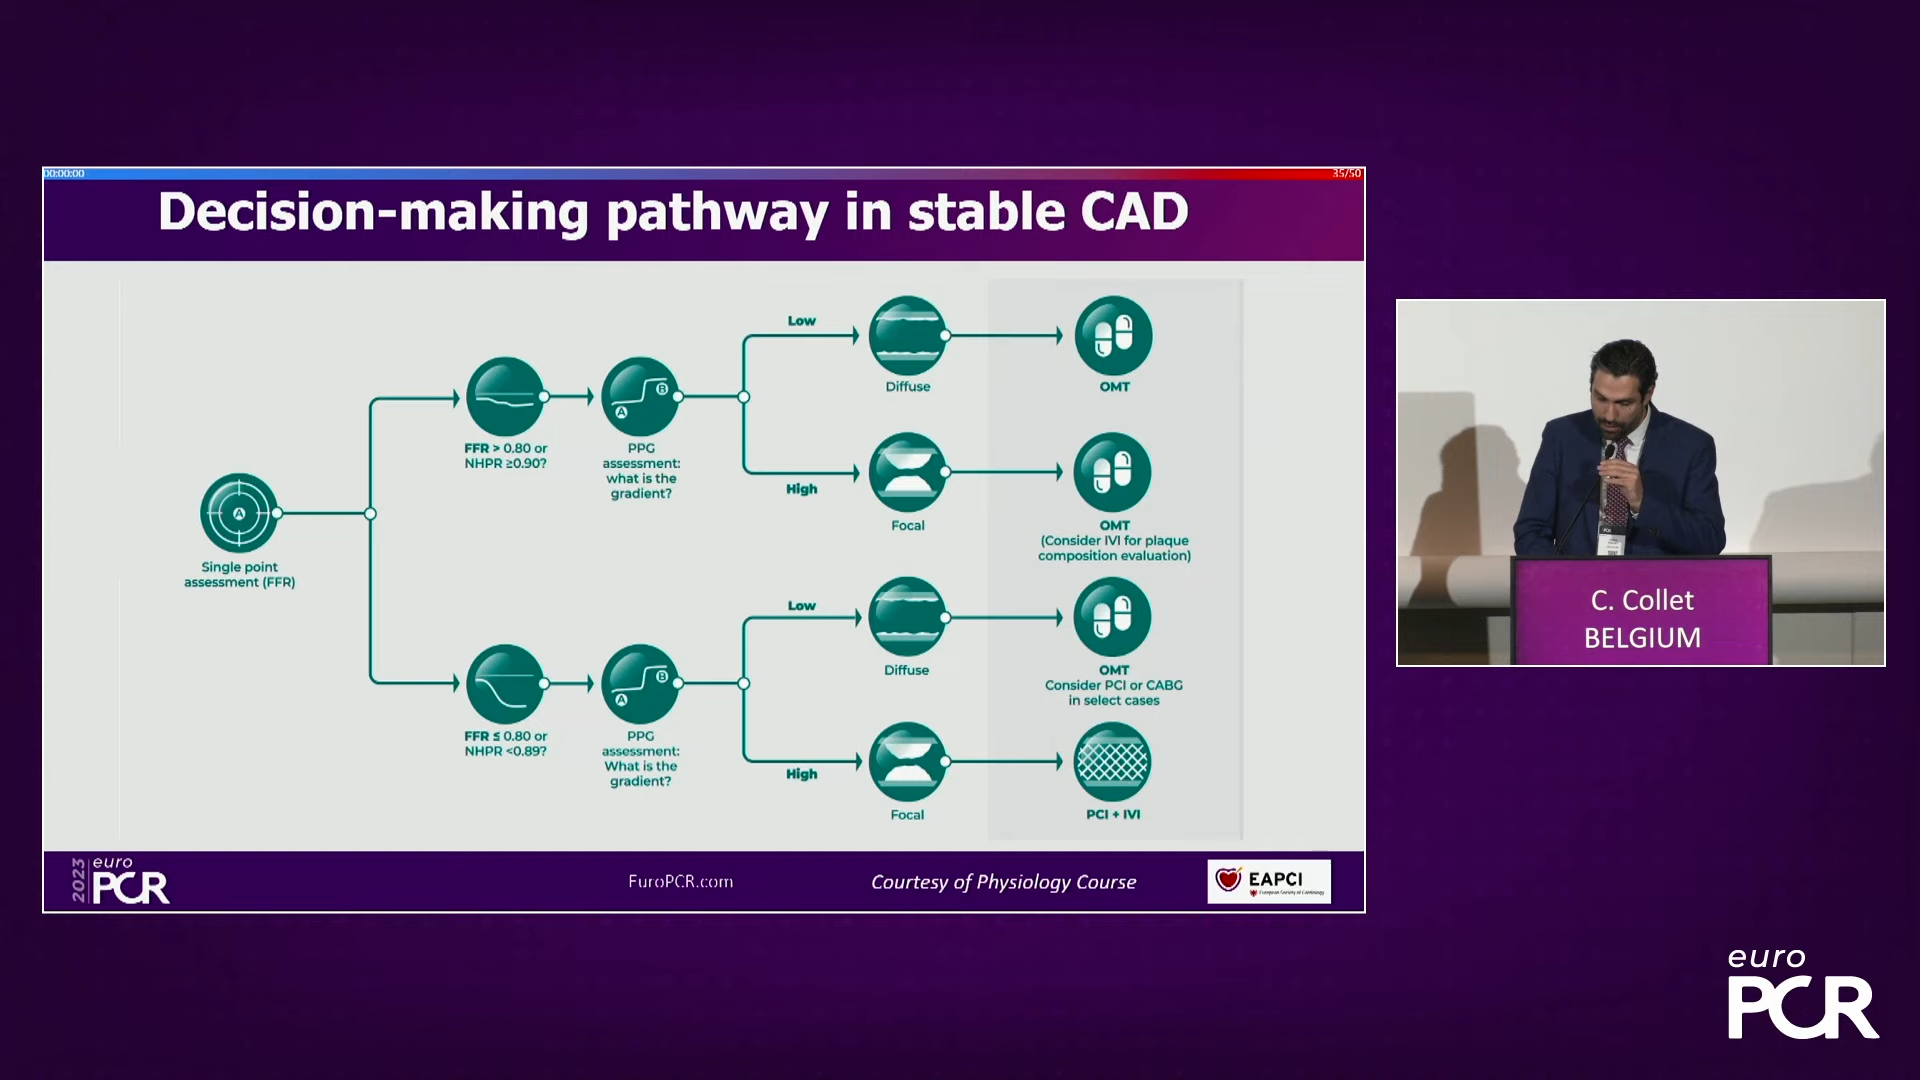 00:00:00
35/50
Decision-making pathway in stable CAD
Low
Diffuse
OMT
FFR > 0.80 or
NHPR ≥0.90?
A
B
PPG
assessment:
what is the
gradient?
High
Focal
OMT
(Consider IVI for plaque
composition evaluation)
A
Single point
assessment (FFR)
Low
Diffuse
OMT
Consider PCI or CABG
in select cases
FFR ≤ 0.80 or
NHPR <0.89?
A
B
PPG
assessment:
What is the
gradient?
High
Focal
PCI + IVI
2023
euro
PCR
EuroPCR.com
Courtesy of Physiology Course
EAPCI
European Society of Cardiology
C. Collet
BELGIUM
euro
PCR